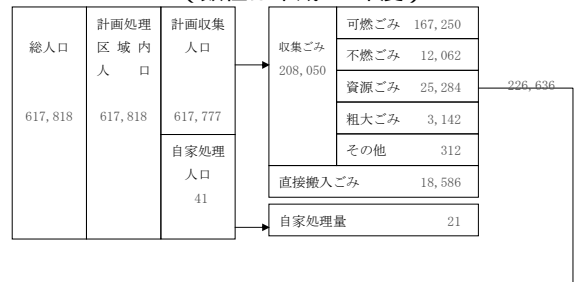 総人口
617,818
計画処理
区域内
人口
617,818
計画収集
人口
617,777
自家処理
人口
41
収集ごみ
208,050
可燃ごみ 167,250
不燃ごみ 12,062
資源ごみ 25,284
粗大ごみ 3,142
その他 312
直接搬入ごみ 18,586
自家処理量 21
226,636